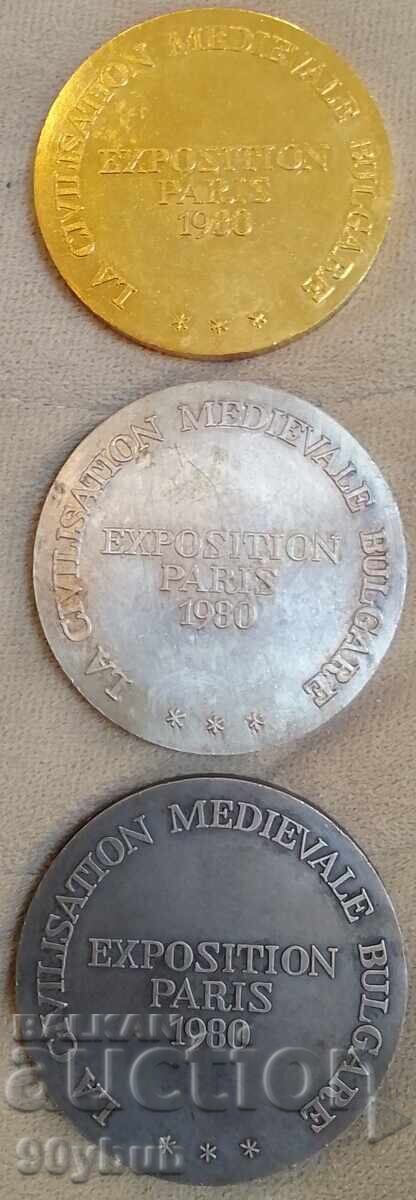 LA CIVILISATION MEDIEVALE BULGARE
EXPOSITION
PARIS
1980
* * *
LA CIVILISATION MEDIEVALE BULGARE
EXPOSITION
PARIS
1980
* * *
LA CIVILISATION MEDIEVALE BULGARE
EXPOSITION
PARIS
1980
* * *
BALKAN
auction
90ybub